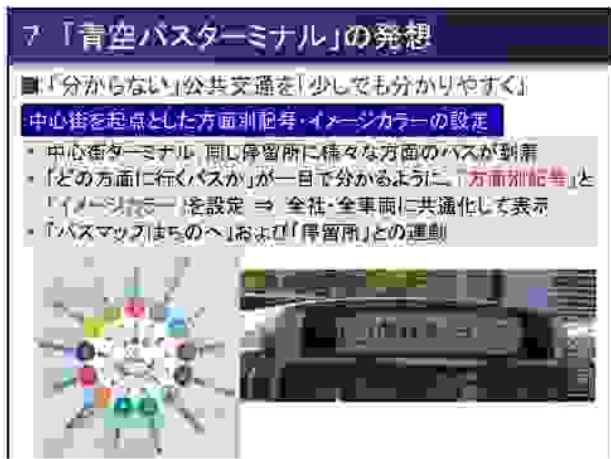 7 「青空バスターミナル」の発想
■「分からない」公共交通を「少しでも分かりやすく」
中心街を起点とした方面別記号・イメージカラーの設定
・ 中心街ターミナル 同じ停留所に様々な方面のバスが到着
・ 「どの方面に行くバスか」が一目で分かるように、「方面別記号」と
「イメージカラー」を設定 ⇒ 全社・全車両に共通化して表示
・ 「バスマップはちのへ」および「停留所」との連動